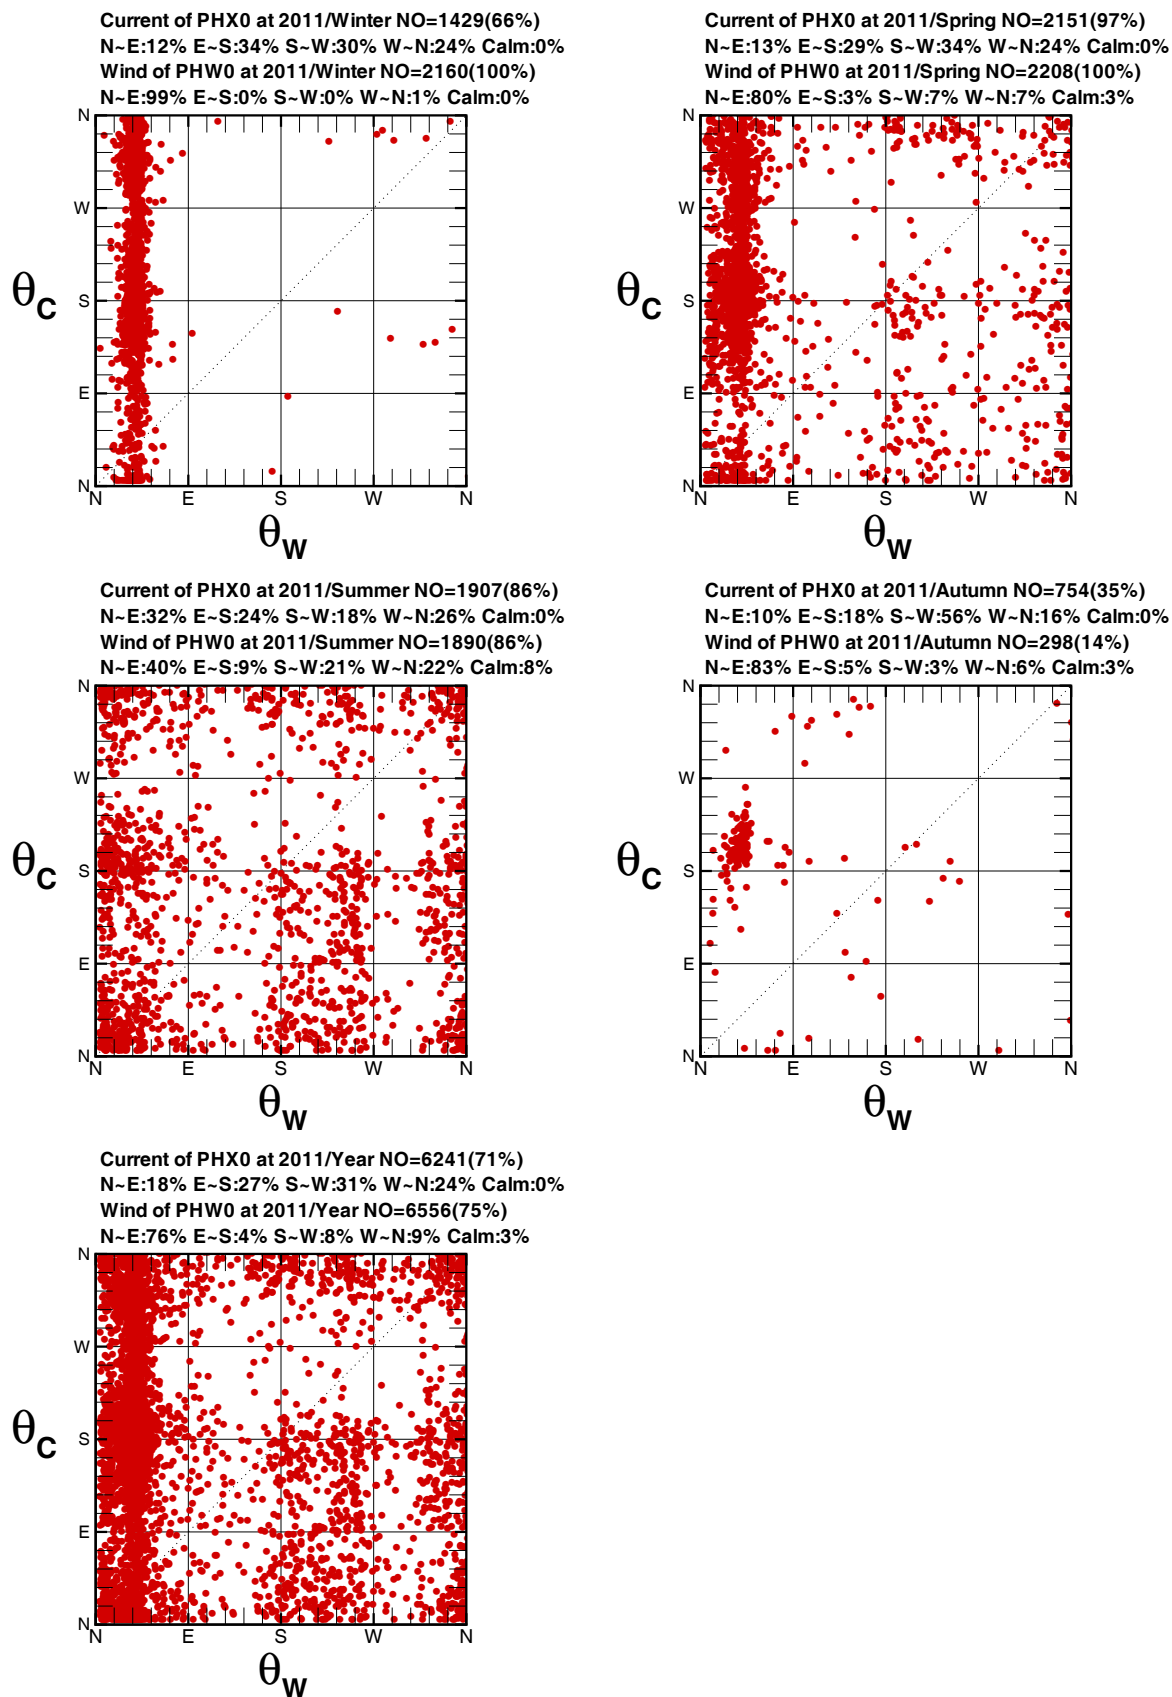 Current of PHX0 at 2011/Winter NO=1429(66%)
N~E:12% E~S:34% S~W:30% W~N:24% Calm:0%
Wind of PHW0 at 2011/Winter NO=2160(100%)
N~E:99% E~S:0% S~W:0% W~N:1% Calm:0%
N
W
θC
S
E
N
N E S W N
θW
Current of PHX0 at 2011/Spring NO=2151(97%)
N~E:13% E~S:29% S~W:34% W~N:24% Calm:0%
Wind of PHW0 at 2011/Spring NO=2208(100%)
N~E:80% E~S:3% S~W:7% W~N:7% Calm:3%
N
W
θC
S
E
N
N E S W N
θW
Current of PHX0 at 2011/Summer NO=1907(86%)
N~E:32% E~S:24% S~W:18% W~N:26% Calm:0%
Wind of PHW0 at 2011/Summer NO=1890(86%)
N~E:40% E~S:9% S~W:21% W~N:22% Calm:8%
N
W
θC
S
E
N
N E S W N
θW
Current of PHX0 at 2011/Autumn NO=754(35%)
N~E:10% E~S:18% S~W:56% W~N:16% Calm:0%
Wind of PHW0 at 2011/Autumn NO=298(14%)
N~E:83% E~S:5% S~W:3% W~N:6% Calm:3%
N
W
θC
S
E
N
N E S W N
θW
Current of PHX0 at 2011/Year NO=6241(71%)
N~E:18% E~S:27% S~W:31% W~N:24% Calm:0%
Wind of PHW0 at 2011/Year NO=6556(75%)
N~E:76% E~S:4% S~W:8% W~N:9% Calm:3%
N
W
θC
S
E
N
N E S W N
θW